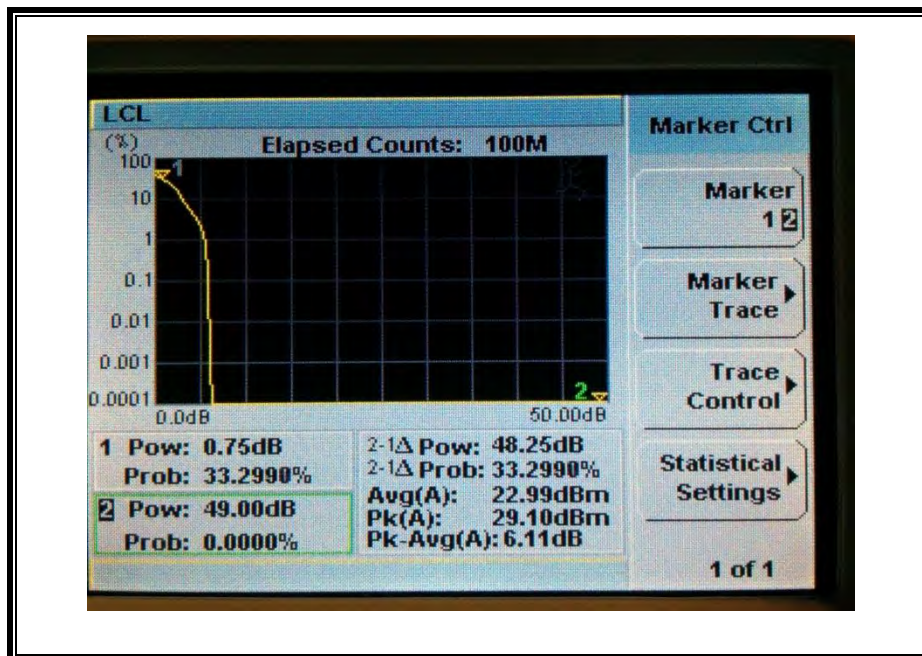 LCL
(%)
Elapsed Counts: 100M
100
1
10
1
0.1
0.01
0.001
0.0001
2
0.0dB
50.00dB
1 Pow: 0.75dB
Prob: 33.2990%
2 Pow: 49.00dB
Prob: 0.0000%
2-1Δ Pow: 48.25dB
2-1Δ Prob: 33.2990%
Avg(A): 22.99dBm
Pk(A): 29.10dBm
Pk-Avg(A): 6.11dB
Marker Ctrl
Marker
1 2
Marker
Trace
Trace
Control
Statistical
Settings
1 of 1